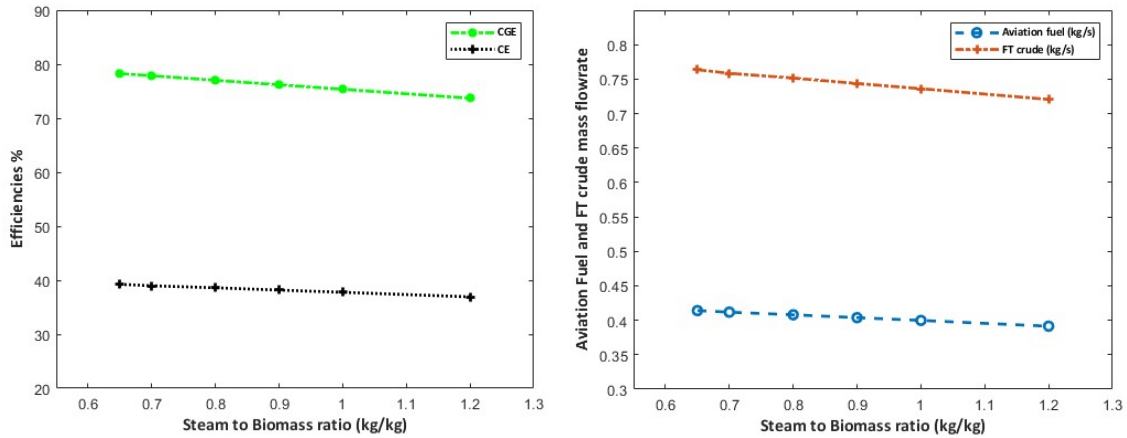 90
80
70
60
50
40
30
20
Efficiencies %
CGE
CE
0.6 0.7 0.8 0.9 1 1.1 1.2 1.3
Steam to Biomass ratio (kg/kg)
0.8
0.75
0.7
0.65
0.6
0.55
0.5
0.45
0.4
0.35
0.3
Aviation Fuel and FT crude mass flowrate
Aviation fuel (kg/s)
FT crude (kg/s)
0.6 0.7 0.8 0.9 1 1.1 1.2 1.3
Steam to Biomass ratio (kg/kg)